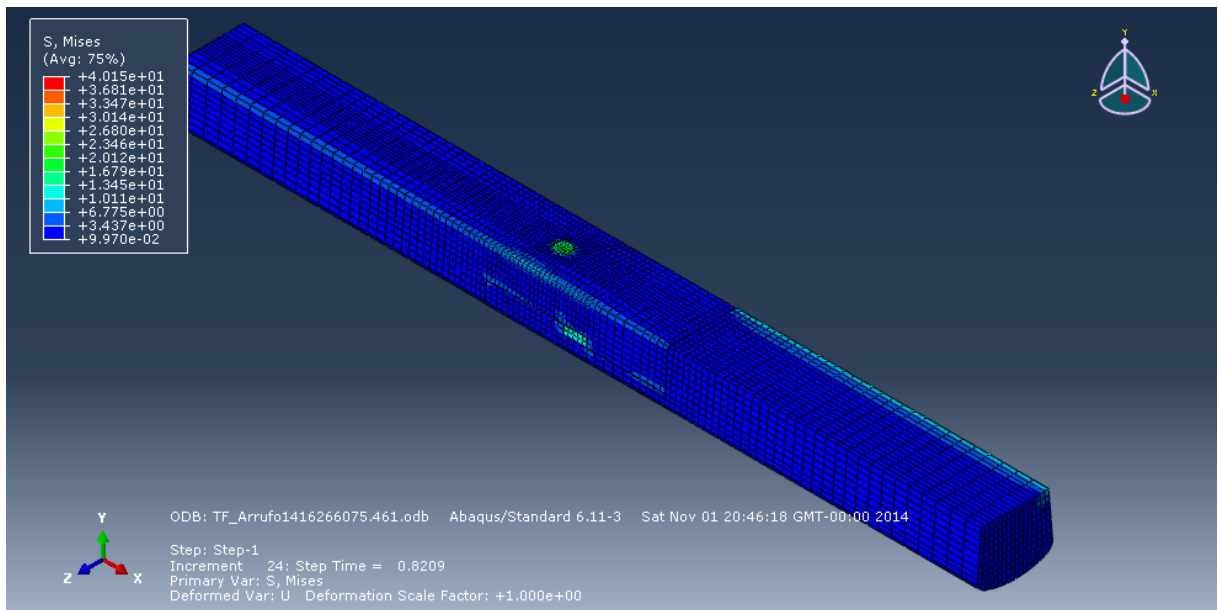 S, Mises
(Avg: 75%)
+4.015e+01
+3.681e+01
+3.347e+01
+3.014e+01
+2.680e+01
+2.346e+01
+2.012e+01
+1.679e+01
+1.345e+01
+1.011e+01
+6.775e+00
+3.437e+00
+9.970e-02
Y
Z X
ODB: TF_Arrufo1416266075.461.odb Abaqus/Standard 6.11-3 Sat Nov 01 20:46:18 GMT-00:00 2014
Y
Z X
Step: Step-1
Increment 24: Step Time = 0.8209
Primary Var: S, Mises
Deformed Var: U Deformation Scale Factor: +1.000e+00